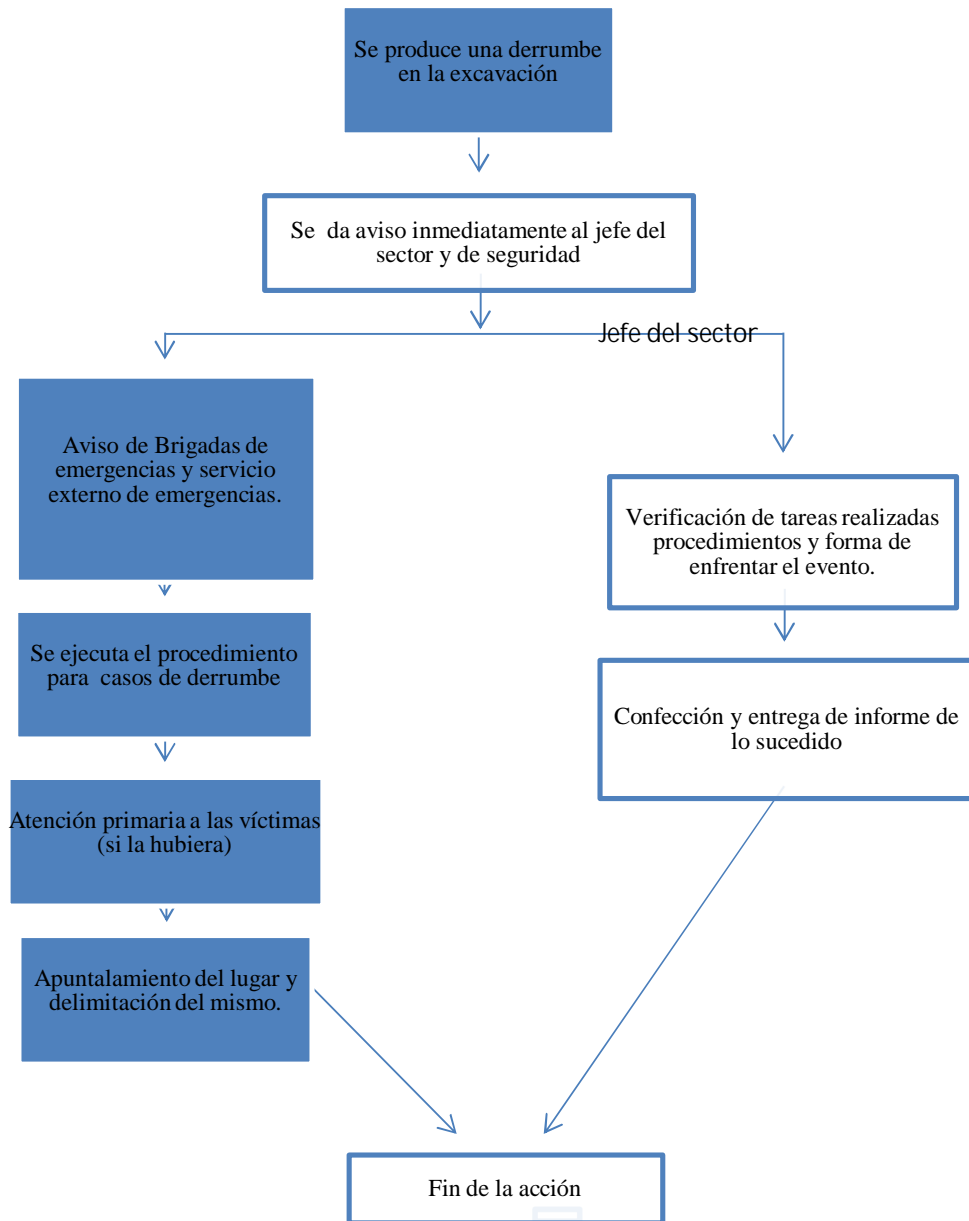 Se produce una derrumbe
en la excavación
Se da aviso inmediatamente al jefe del
sector y de seguridad
Jefe del sector
Aviso de Brigadas de
emergencias y servicio
externo de emergencias.
Se ejecuta el procedimiento
para casos de derrumbe
Atención primaria a las víctimas
(si la hubiera)
Apuntalamiento del lugar y
delimitación del mismo.
Verificación de tareas realizadas
procedimientos y forma de
enfrentar el evento.
Confección y entrega de informe de
lo sucedido
Fin de la acción